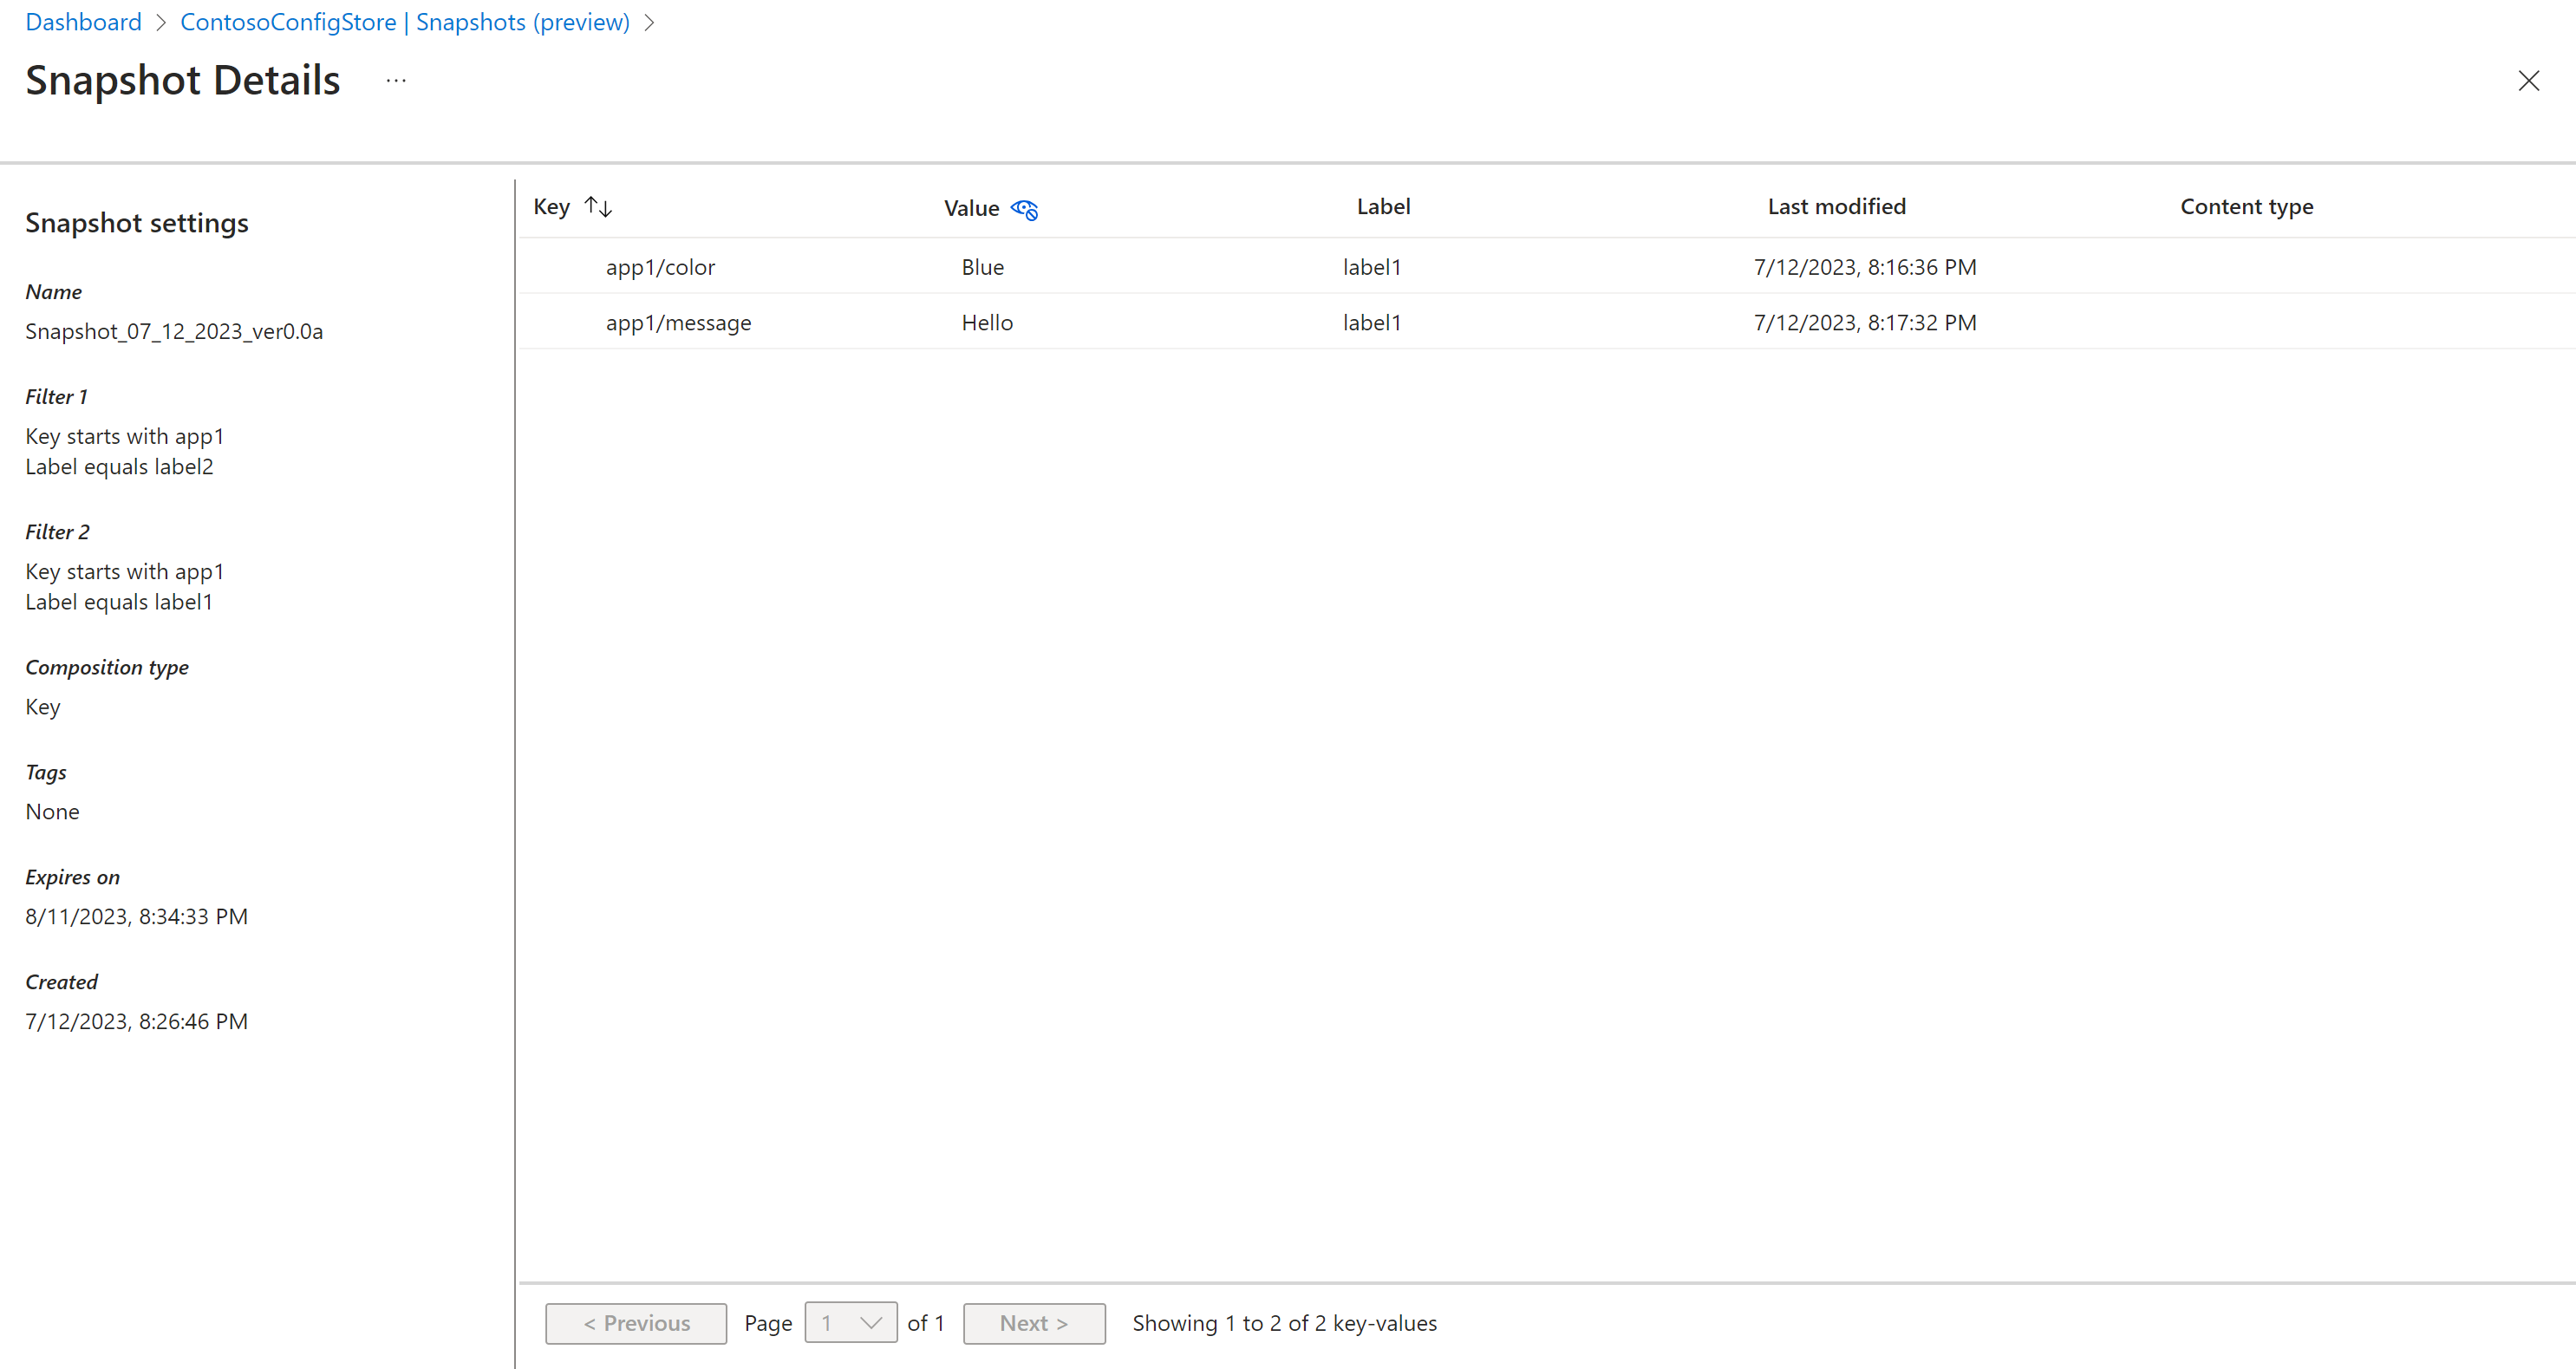 Dashboard > ContosoConfigStore | Snapshots (preview) >
Snapshot Details ...
Snapshot settings
Name
Snapshot_07_12_2023_ver0.0a
Filter 1
Key starts with app1
Label equals label2
Filter 2
Key starts with app1
Label equals label1
Composition type
Key
Tags
None
Expires on
8/11/2023, 8:34:33 PM
Created
7/12/2023, 8:26:46 PM
Key Value Label Last modified Content type
app1/color Blue label1 7/12/2023, 8:16:36 PM
app1/message Hello label1 7/12/2023, 8:17:32 PM
< Previous Page 1 of 1 Next > Showing 1 to 2 of 2 key-values